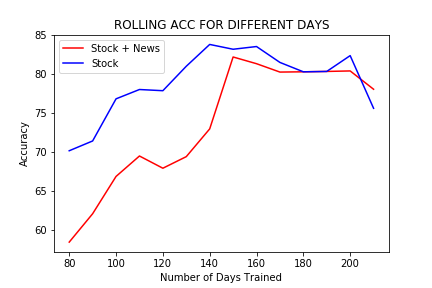 ROLLING ACC FOR DIFFERENT DAYS
Stock + News
Stock
Accuracy
85
80
75
70
65
60
80 100 120 140 160 180 200
Number of Days Trained